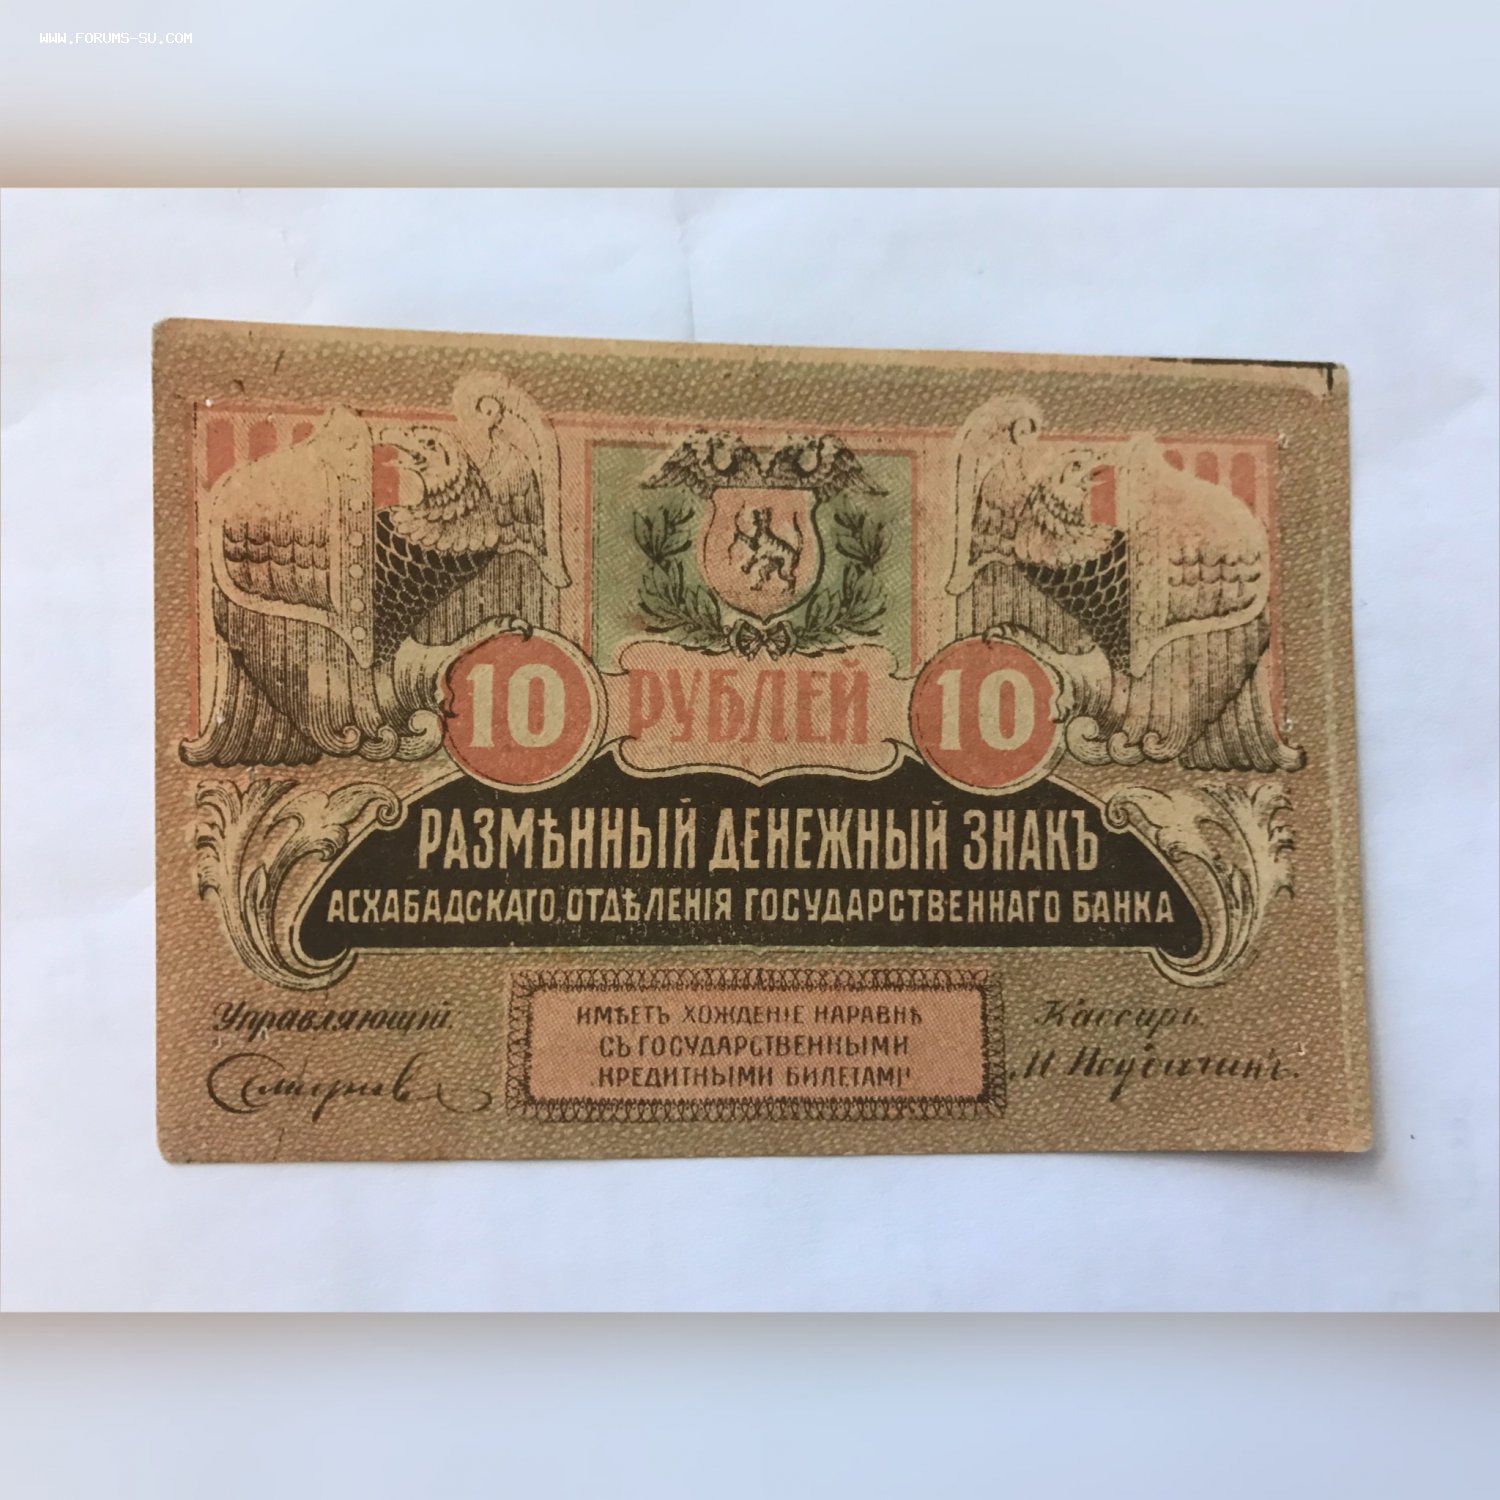 WWW.FORUMS-SU.COM
10 РУБЛЕЙ 10
РАЗМѢННЫЙ ДЕНЕЖНЫЙ ЗНАКЪ
АСХАБАДСКАГО ОТДѢЛЕНІЯ ГОСУДАРСТВЕННАГО БАНКА
Управляющій.
ИМѢЕТЪ ХОЖДЕНІЕ НАРАВНѢ
СЪ ГОСУДАРСТВЕННЫМИ
КРЕДИТНЫМИ БИЛЕТАМИ
Кассиръ